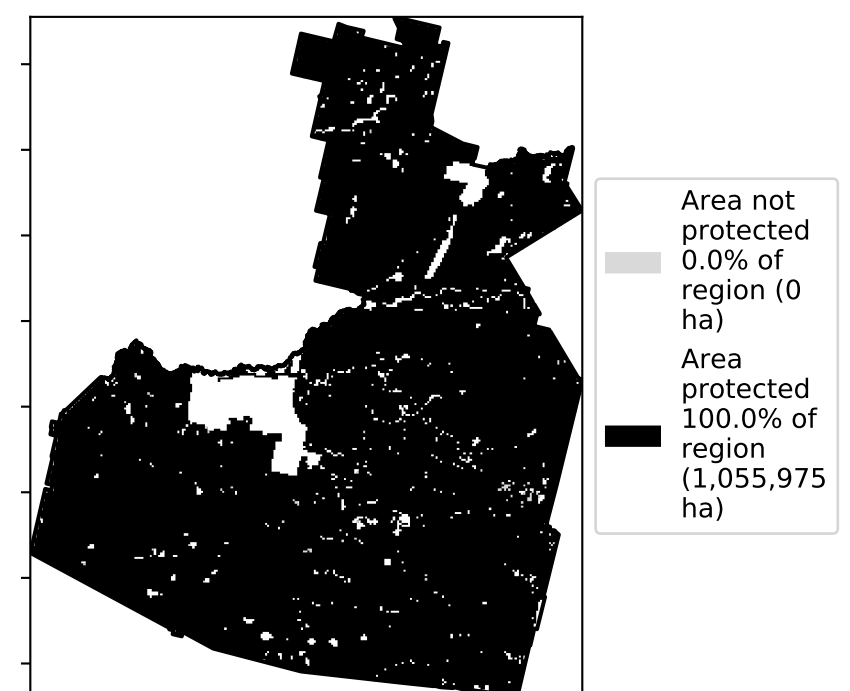 Area not
protected
0.0% of
region (0
ha)
Area
protected
100.0% of
region
(1,055,975
ha)